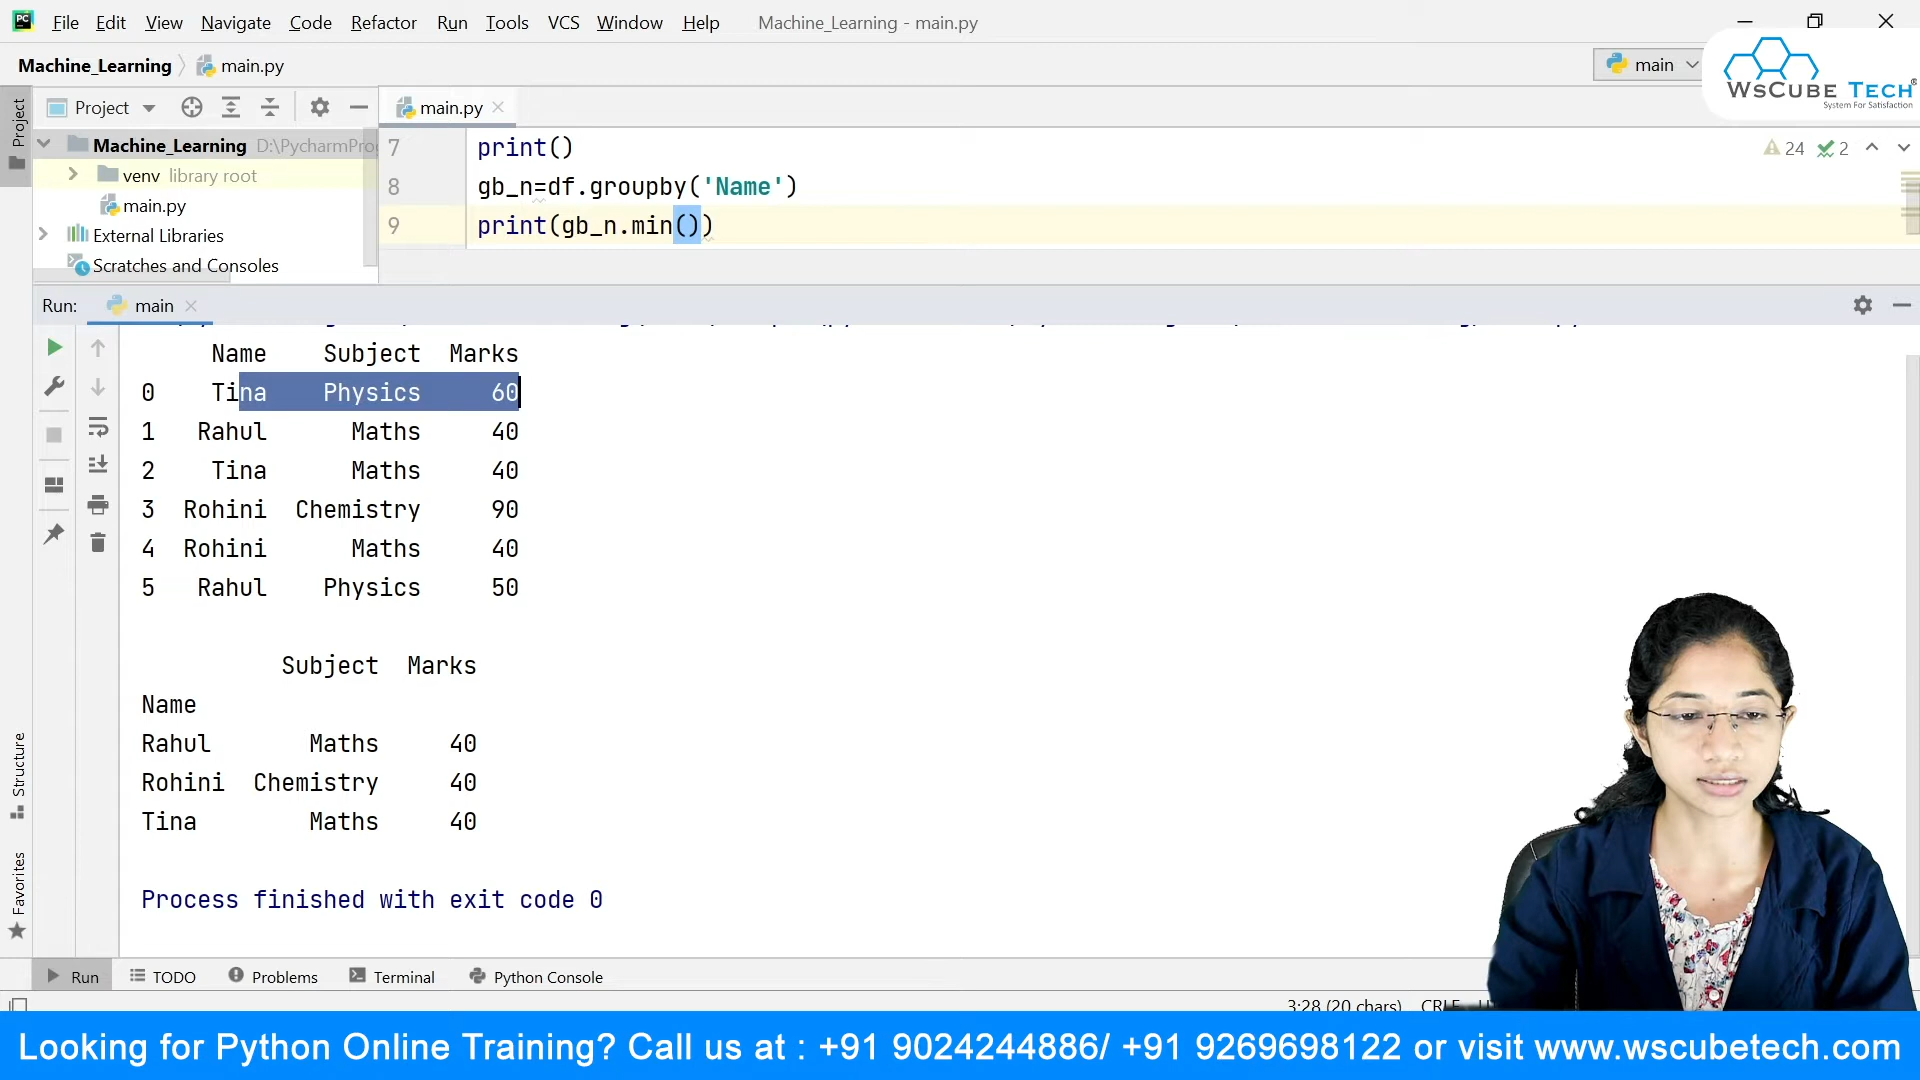 File Edit View Navigate Code Refactor Run Tools VCS Window Help Machine_Learning - main.py
Machine_Learning main.py
main
WsCube Tech®
System For Satisfaction
Project
Project
main.py
Machine_Learning D:\PycharmPro
venv library root
main.py
External Libraries
Scratches and Consoles
7 print()
8 gb_n=df.groupby('Name')
9 print(gb_n.min())
24 2
Run: main
Name Subject Marks
0 Tina Physics 60
1 Rahul Maths 40
2 Tina Maths 40
3 Rohini Chemistry 90
4 Rohini Maths 40
5 Rahul Physics 50
Subject Marks
Name
Rahul Maths 40
Rohini Chemistry 40
Tina Maths 40
Process finished with exit code 0
Structure
Favorites
Run TODO Problems Terminal Python Console
3:28 (20 chars) CRLF
Looking for Python Online Training? Call us at : +91 9024244886/ +91 9269698122 or visit www.wscubetech.com